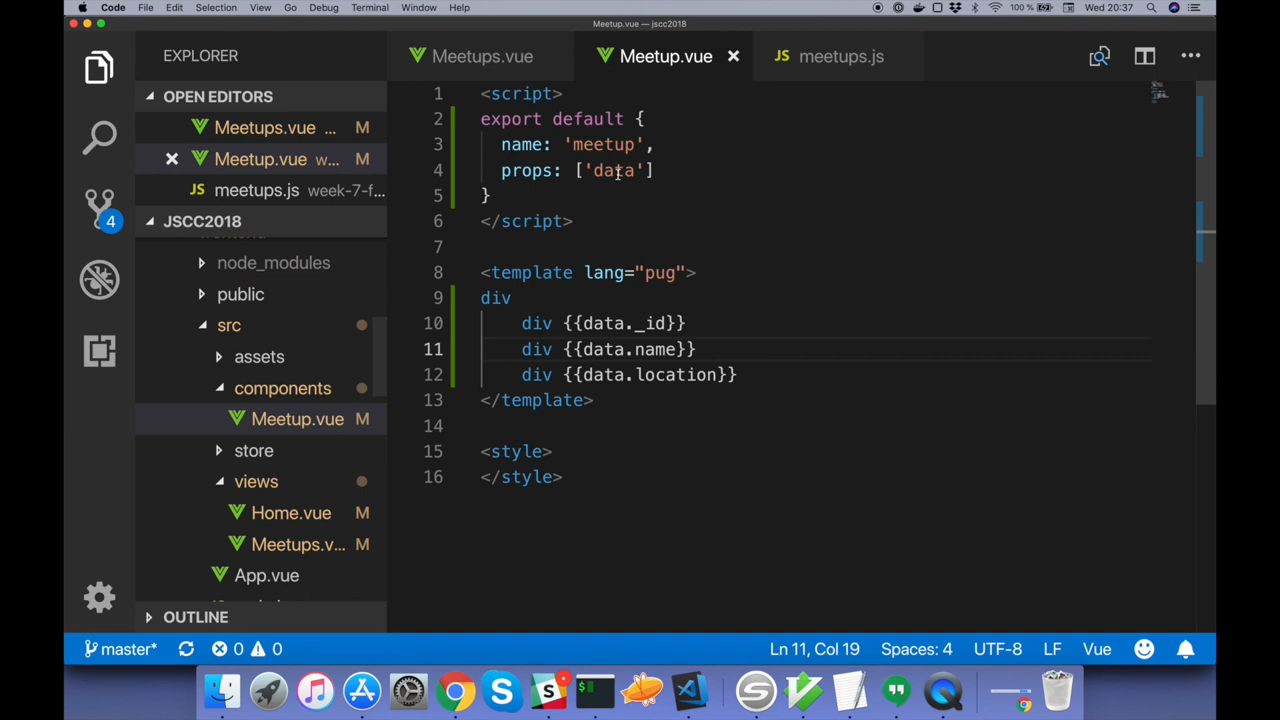 Code File Edit Selection View Go Debug Terminal Window Help 100 % Wed 20:37
Meetup.vue — jscc2018
EXPLORER
Meetups.vue Meetup.vue JS meetups.js
OPEN EDITORS
Meetups.vue ... M
Meetup.vue w... M
JS meetups.js week-7-f...
JSCC2018
node_modules
public
src
assets
components
Meetup.vue M
store
views
Home.vue M
Meetups.v... M
App.vue
OUTLINE
4
1 <script>
2 export default {
3 name: 'meetup',
4 props: ['data']
5 }
6 </script>
7
8 <template lang="pug">
9 div
10 div {{data._id}}
11 div {{data.name}}
12 div {{data.location}}
13 </template>
14
15 <style>
16 </style>
master* 0 0 Ln 11, Col 19 Spaces: 4 UTF-8 LF Vue